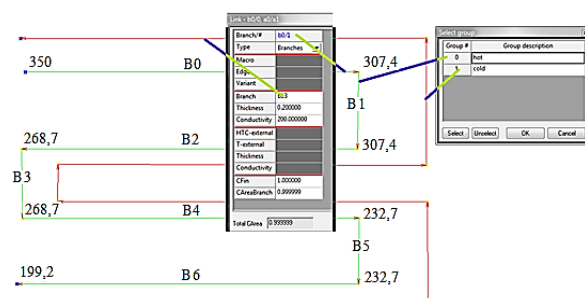 Link - b0/0, a0/a1
Branch/# b0/1
Type Branches
Macro
Edge
Variant
Branch
Thickness 0.200000
Conductivity 200.000000
HTC-external
T-external
Thickness
Conductivity
CFin 1.000000
CAreaBranch 0.999999
Total CArea 0.999999
Select group
Group # Group description
0 hot
1 cold
Select Unselect OK Cancel
350 B0 307,4
B1
268,7 B2 307,4
B3
268,7 B4 232,7
B5
199,2 B6 232,7